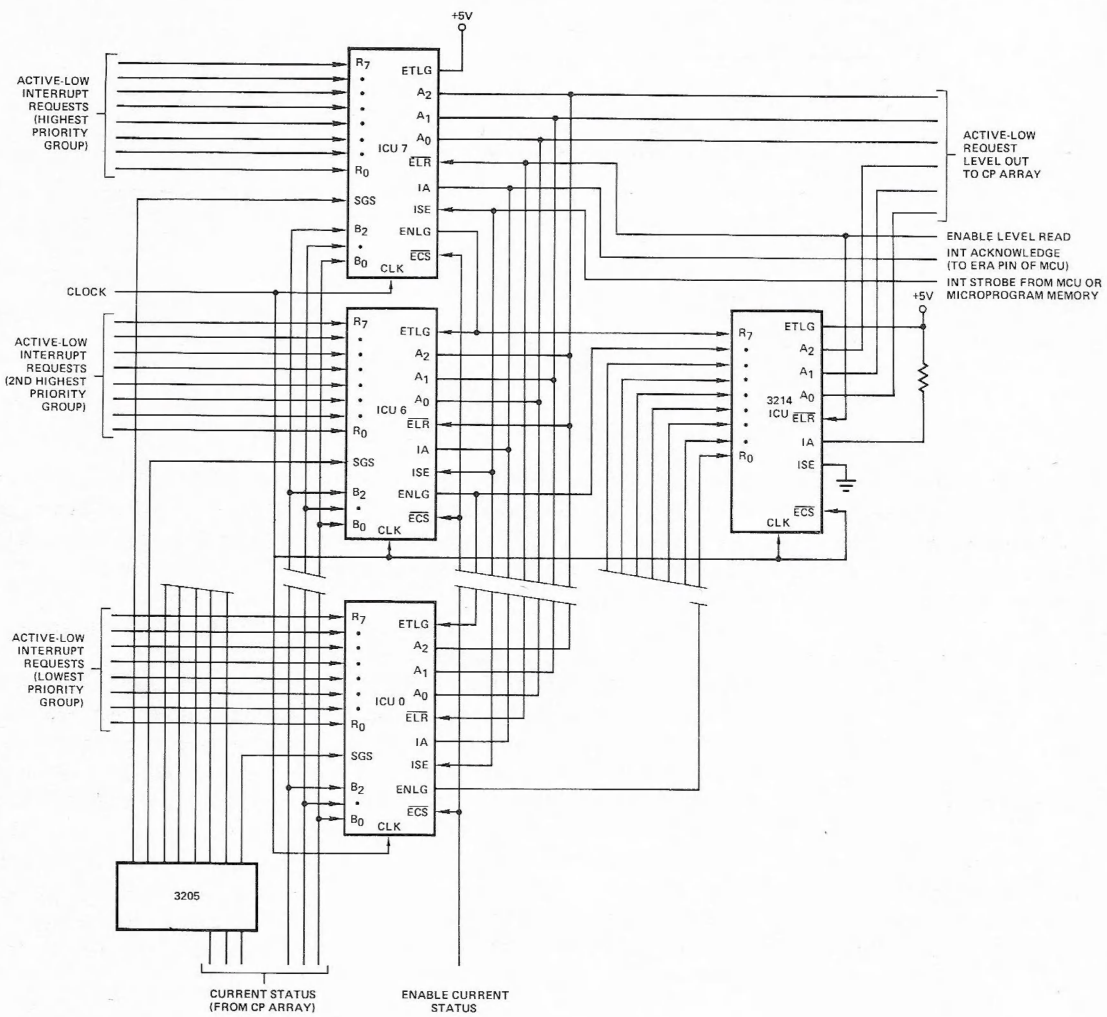 +5V
ACTIVE-LOW
INTERRUPT
REQUESTS
(HIGHEST
PRIORITY
GROUP)
R7
R0
SGS
B2
B0
ICU 7
CLK
ETLG
A2
A1
A0
ELR
IA
ISE
ENLG
ECS
ACTIVE-LOW
REQUEST
LEVEL OUT
TO CP ARRAY
ENABLE LEVEL READ
INT ACKNOWLEDGE
(TO ERA PIN OF MCU)
INT STROBE FROM MCU OR
MICROPROGRAM MEMORY
CLOCK
ACTIVE-LOW
INTERRUPT
REQUESTS
(2ND HIGHEST
PRIORITY
GROUP)
R7
R0
SGS
B2
B0
ICU 6
CLK
ETLG
A2
A1
A0
ELR
IA
ISE
ENLG
ECS
+5V
R7
R0
3214
ICU
CLK
ETLG
A2
A1
A0
ELR
IA
ISE
ECS
ACTIVE-LOW
INTERRUPT
REQUESTS
(LOWEST
PRIORITY
GROUP)
R7
R0
SGS
B2
B0
ICU 0
CLK
ETLG
A2
A1
A0
ELR
IA
ISE
ENLG
ECS
3205
CURRENT STATUS
(FROM CP ARRAY)
ENABLE CURRENT
STATUS